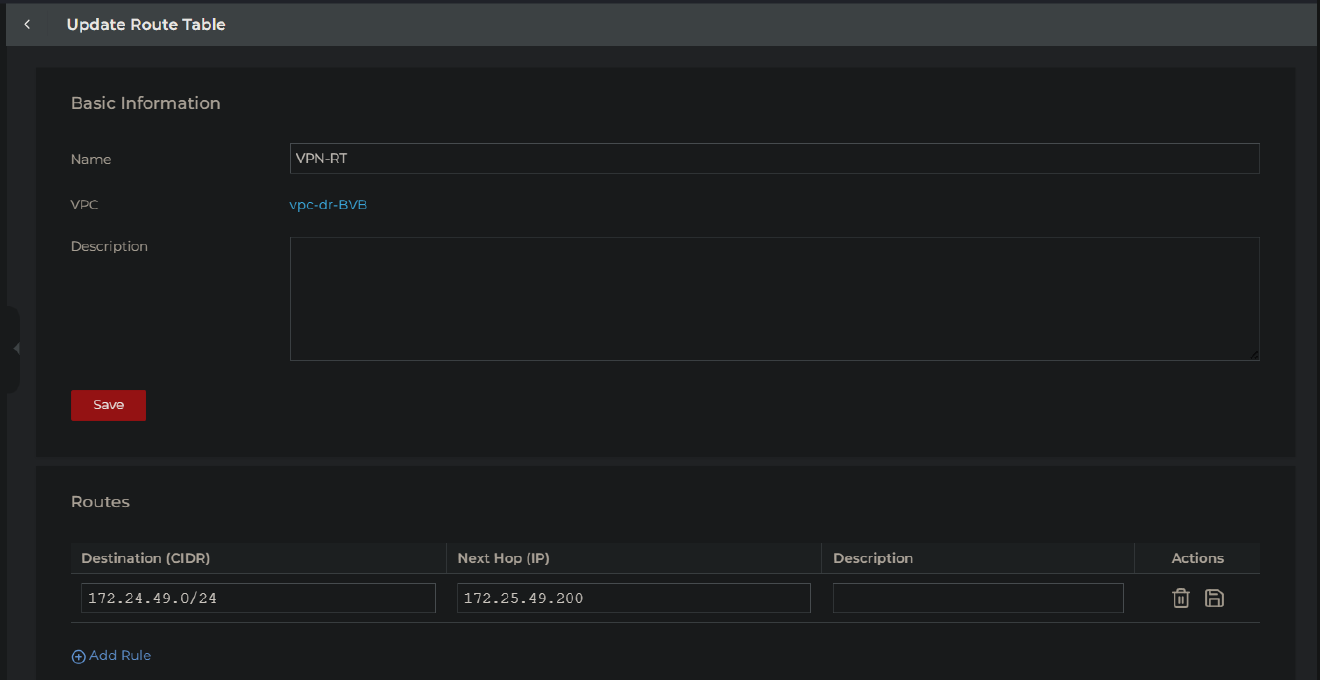 Update Route Table
Basic Information
Name
VPN-RT
VPC
vpc-dr-BVB
Description
Save
Routes
Destination (CIDR) Next Hop (IP) Description Actions
172.24.49.0/24 172.25.49.200
Add Rule